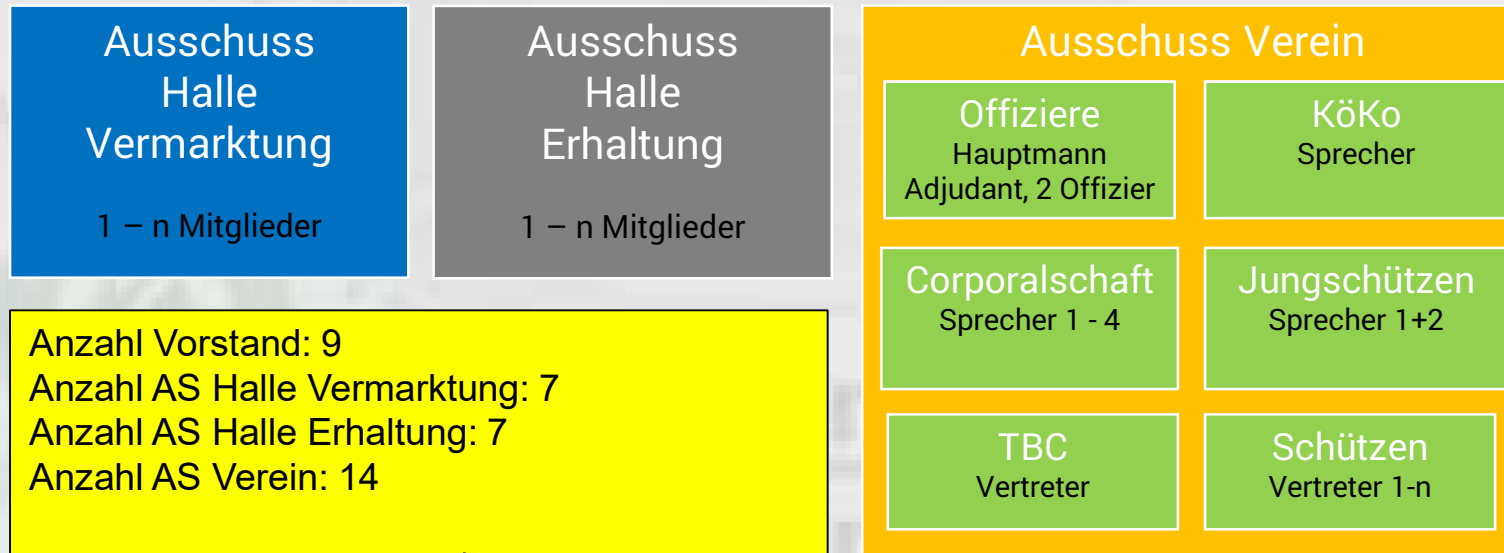 Ausschuss
Halle
Vermarktung
1 – n Mitglieder
Ausschuss
Halle
Erhaltung
1 – n Mitglieder
Ausschuss Verein
Offiziere
Hauptmann
Adjudant, 2 Offizier
KöKo
Sprecher
Corporalschaft
Sprecher 1 - 4
Jungschützen
Sprecher 1+2
TBC
Vertreter
Schützen
Vertreter 1-n
Anzahl Vorstand: 9
Anzahl AS Halle Vermarktung: 7
Anzahl AS Halle Erhaltung: 7
Anzahl AS Verein: 14